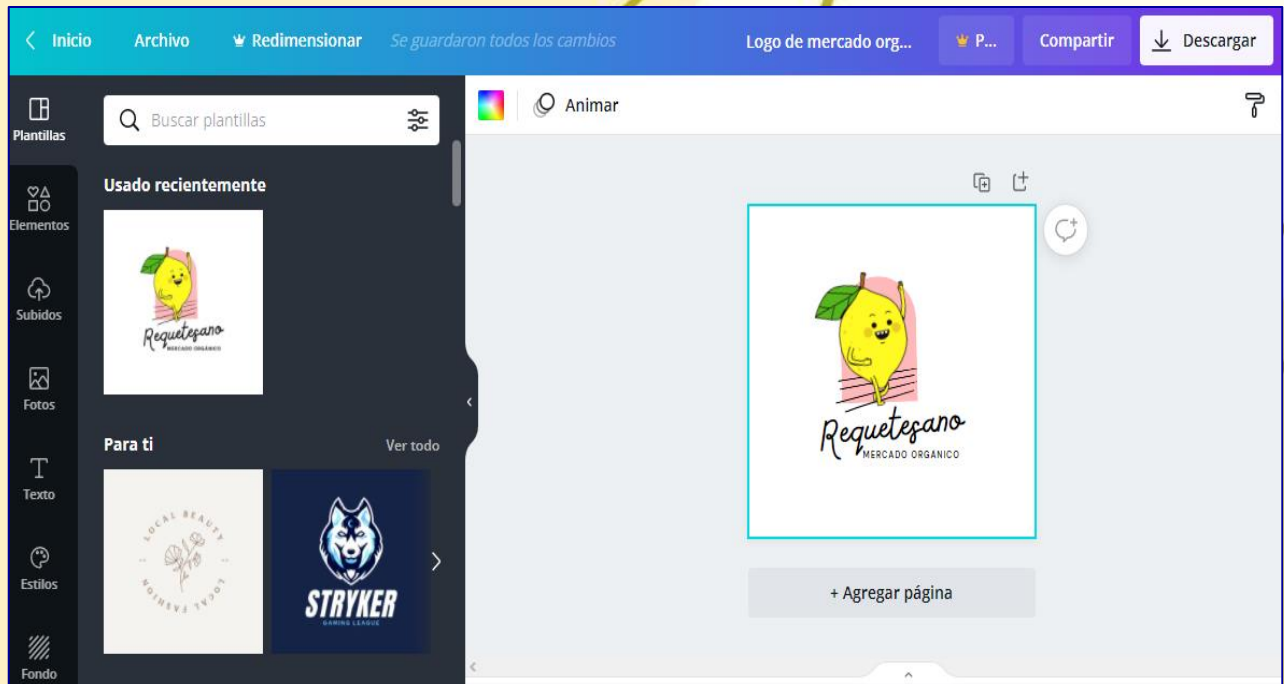 Inicio Archivo Redimensionar Se guardaron todos los cambios Logo de mercado org... P... Compartir Descargar
Plantillas
Elementos
Subidos
Fotos
Texto
Estilos
Fondo
Buscar plantillas
Usado recientemente
Requetesano
MERCADO ORGÁNICO
Para ti Ver todo
LOCAL BEAUTY
LOCAL FASHION
STRYKER
GAMING LEAGUE
Animar
Requetesano
MERCADO ORGÁNICO
+ Agregar página